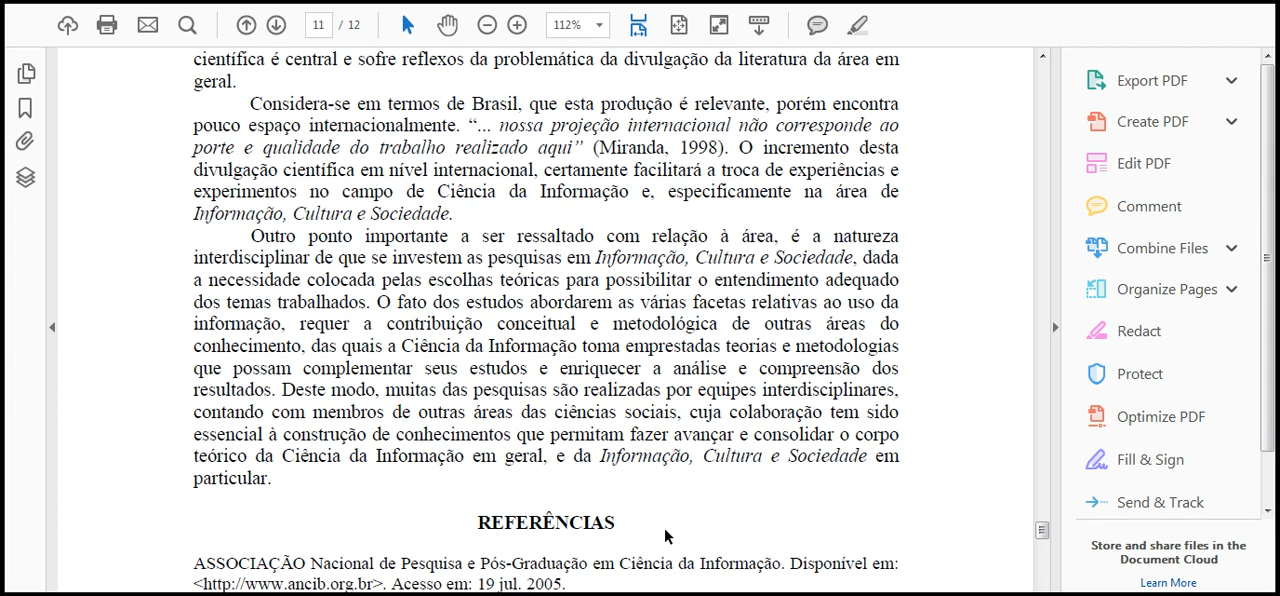 11 / 12
112%
científica é central e sofre reflexos da problemática da divulgação da literatura da área em
geral.
Considera-se em termos de Brasil, que esta produção é relevante, porém encontra
pouco espaço internacionalmente. “... nossa projeção internacional não corresponde ao
porte e qualidade do trabalho realizado aqui” (Miranda, 1998). O incremento desta
divulgação científica em nível internacional, certamente facilitará a troca de experiências e
experimentos no campo de Ciência da Informação e, especificamente na área de
Informação, Cultura e Sociedade.
Outro ponto importante a ser ressaltado com relação à área, é a natureza
interdisciplinar de que se investem as pesquisas em Informação, Cultura e Sociedade, dada
a necessidade colocada pelas escolhas teóricas para possibilitar o entendimento adequado
dos temas trabalhados. O fato dos estudos abordarem as várias facetas relativas ao uso da
informação, requer a contribuição conceitual e metodológica de outras áreas do
conhecimento, das quais a Ciência da Informação toma emprestadas teorias e metodologias
que possam complementar seus estudos e enriquecer a análise e compreensão dos
resultados. Deste modo, muitas das pesquisas são realizadas por equipes interdisciplinares,
contando com membros de outras áreas das ciências sociais, cuja colaboração tem sido
essencial à construção de conhecimentos que permitam fazer avançar e consolidar o corpo
teórico da Ciência da Informação em geral, e da Informação, Cultura e Sociedade em
particular.
REFERÊNCIAS
ASSOCIAÇÃO Nacional de Pesquisa e Pós-Graduação em Ciência da Informação. Disponível em:
<http://www.ancib.org.br>. Acesso em: 19 jul. 2005.
Export PDF
Create PDF
Edit PDF
Comment
Combine Files
Organize Pages
Redact
Protect
Optimize PDF
Fill & Sign
Send & Track
Store and share files in the
Document Cloud
Learn More